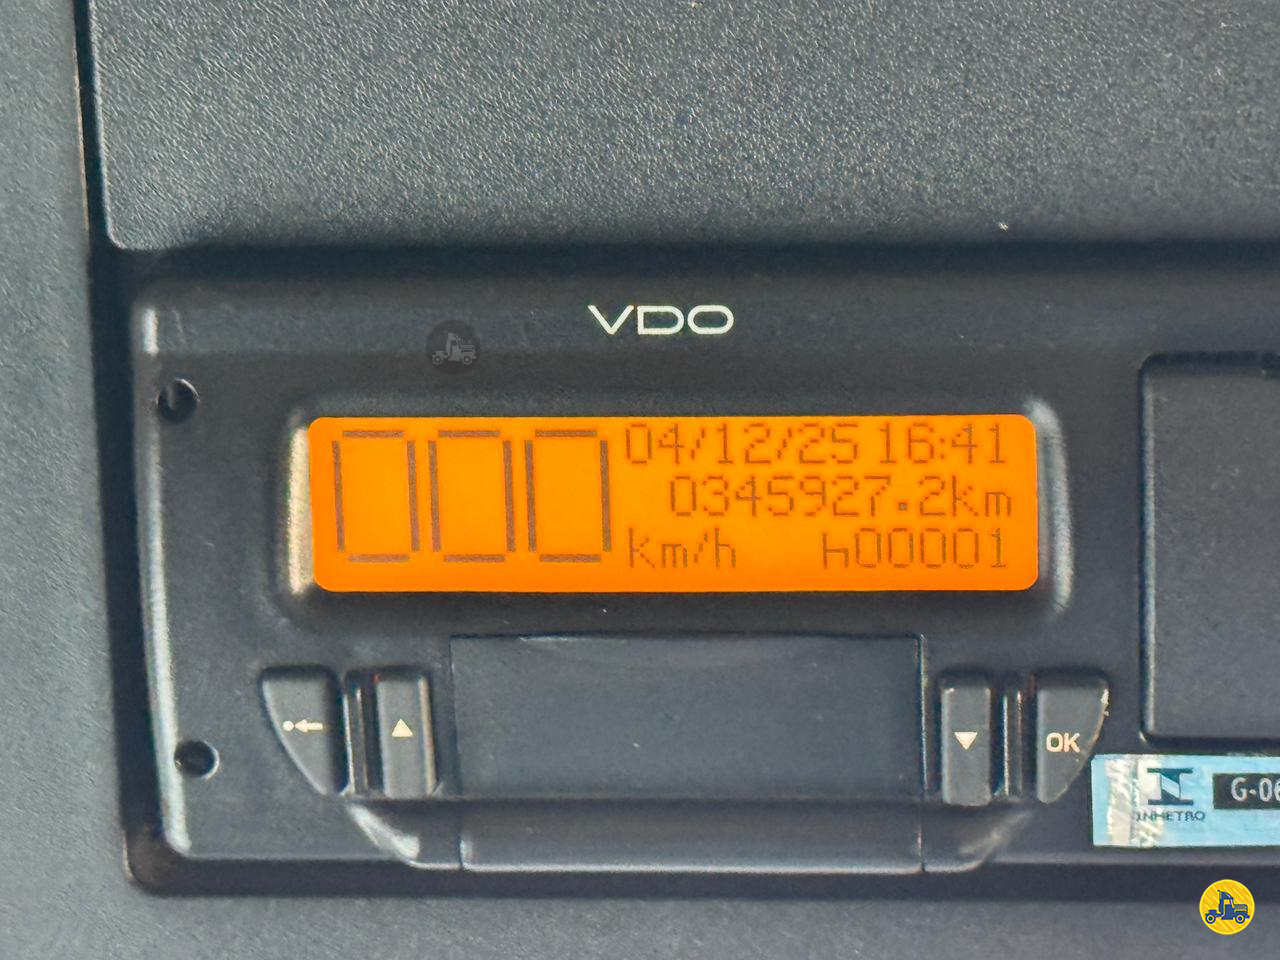 VDO
000
04/12/25 16:41
0345927.2km
km/h h00001
OK
INMETRO
G-06